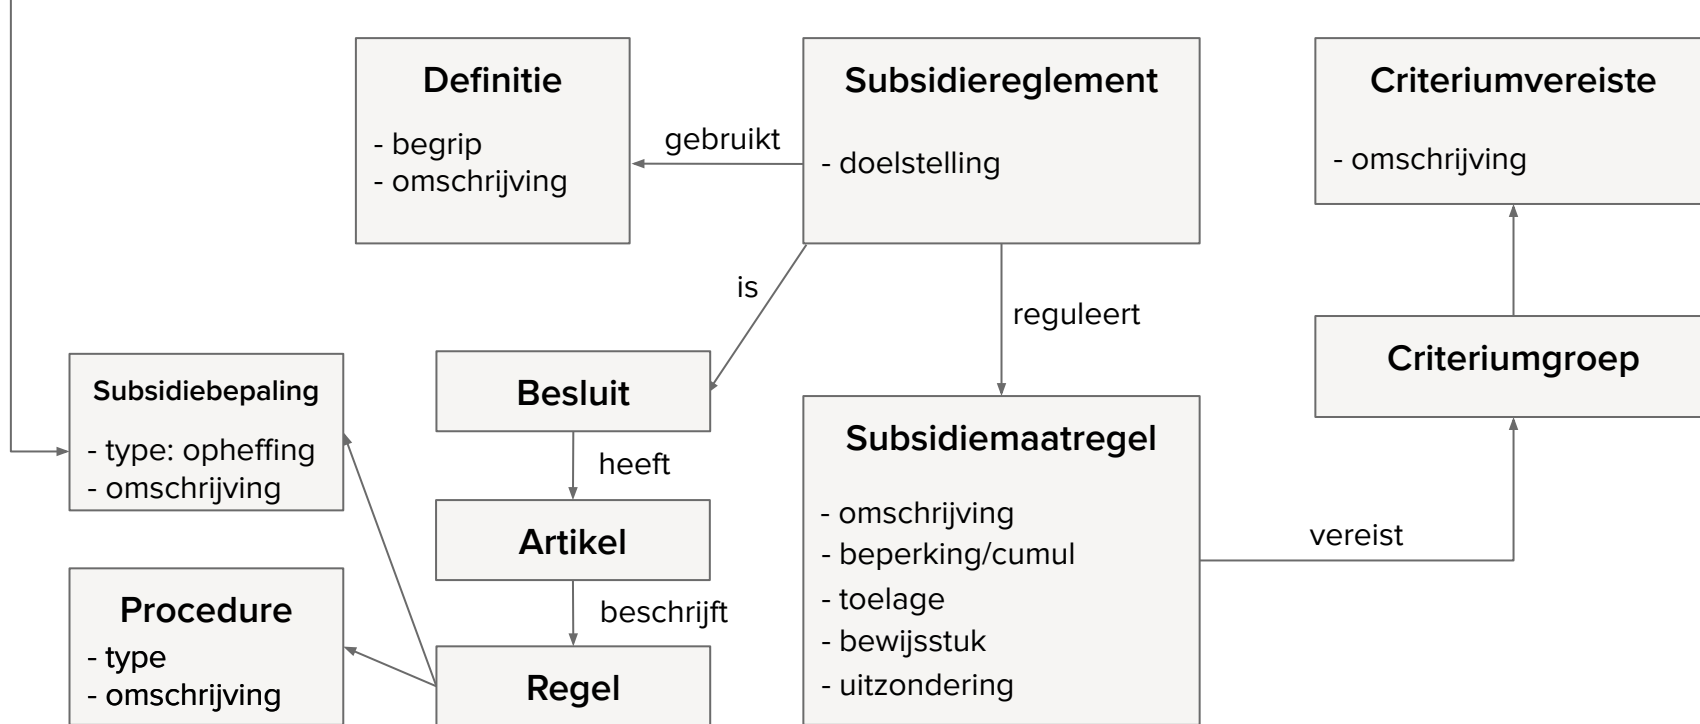 Definitie
- begrip
- omschrijving
gebruikt
Subsidiereglement
- doelstelling
Criteriumvereiste
- omschrijving
is
reguleert
Criteriumgroep
Subsidiebepaling
- type: opheffing
- omschrijving
Besluit
heeft
Artikel
beschrijft
Regel
Procedure
- type
- omschrijving
Subsidiemaatregel
- omschrijving
- beperking/cumul
- toelage
- bewijsstuk
- uitzondering
vereist